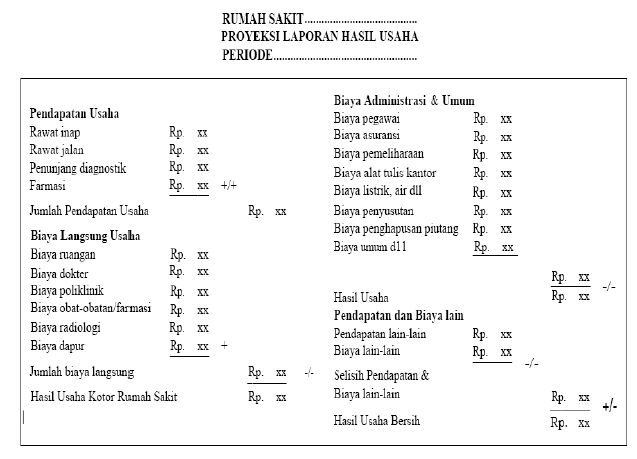 RUMAH SAKIT........................................
PROYEKSI LAPORAN HASIL USAHA
PERIODE...................................................
Pendapatan Usaha
Rawat inap Rp. xx
Rawat jalan Rp. xx
Penunjang diagnostik Rp. xx
Farmasi Rp. xx +/+
Jumlah Pendapatan Usaha Rp. xx
Biaya Langsung Usaha
Biaya ruangan Rp. xx
Biaya dokter Rp. xx
Biaya poliklinik Rp. xx
Biaya obat-obatan/farmasi Rp. xx
Biaya radiologi Rp. xx
Biaya dapur Rp. xx +
Jumlah biaya langsung Rp. xx -/-
Hasil Usaha Kotor Rumah Sakit Rp. xx
Biaya Administrasi & Umum
Biaya pegawai Rp. xx
Biaya asuransi Rp. xx
Biaya pemeliharaan Rp. xx
Biaya alat tulis kantor Rp. xx
Biaya listrik, air dll Rp. xx
Biaya penyusutan Rp. xx
Biaya penghapusan piutang Rp. xx
Biaya umum d11 Rp. xx
Rp. xx -/-
Hasil Usaha Rp. xx
Pendapatan dan Biaya lain
Pendapatan lain-lain Rp. xx
Biaya lain-lain Rp. xx -/-
Selisih Pendapatan &
Biaya lain-lain Rp. xx +/-
Hasil Usaha Bersih Rp. xx